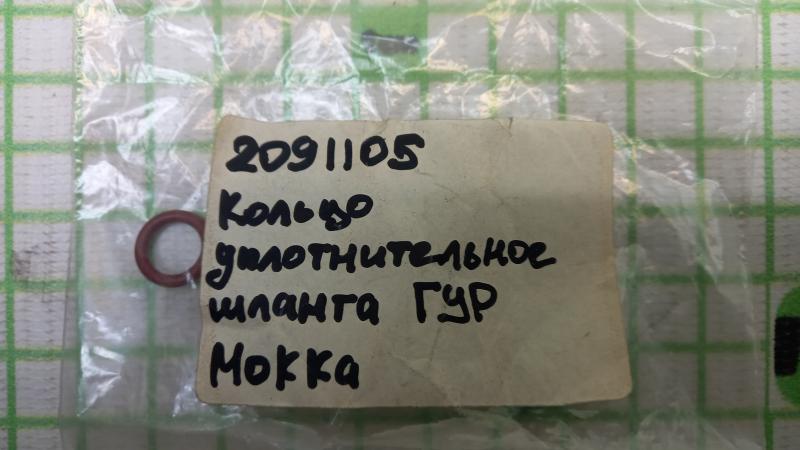 2091105
Кольцо
уплотнительное
шланга ГУР
Мокка